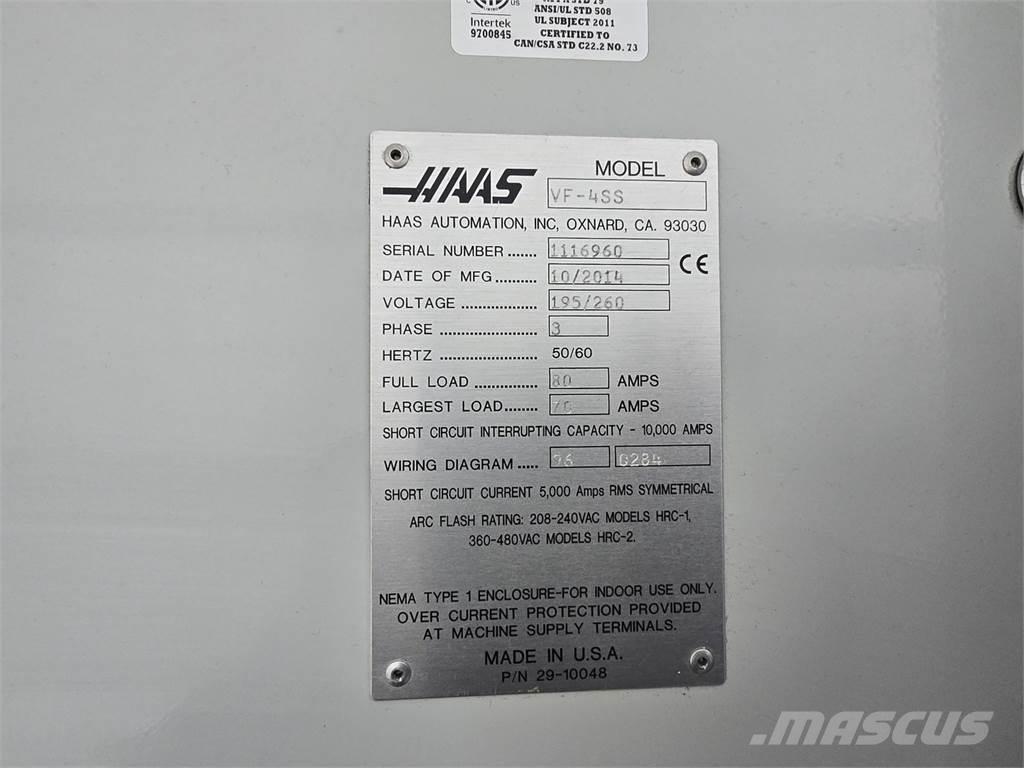 C US
Intertek
9700845
ANSI/UL STD 508
UL SUBJECT 2011
CERTIFIED TO
CAN/CSA STD C22.2 NO. 73
HAAS
MODEL
VF-4SS
HAAS AUTOMATION, INC, OXNARD, CA. 93030
SERIAL NUMBER ....... 1116960
CE
DATE OF MFG.......... 10/2014
VOLTAGE .................. 195/260
PHASE ....................... 3
HERTZ ....................... 50/60
FULL LOAD ............... 80 AMPS
LARGEST LOAD........ 70 AMPS
SHORT CIRCUIT INTERRUPTING CAPACITY - 10,000 AMPS
WIRING DIAGRAM ..... 96 0284
SHORT CIRCUIT CURRENT 5,000 Amps RMS SYMMETRICAL
ARC FLASH RATING: 208-240VAC MODELS HRC-1,
360-480VAC MODELS HRC-2.
NEMA TYPE 1 ENCLOSURE-FOR INDOOR USE ONLY.
OVER CURRENT PROTECTION PROVIDED
AT MACHINE SUPPLY TERMINALS.
MADE IN U.S.A.
P/N 29-10048
MASCUS